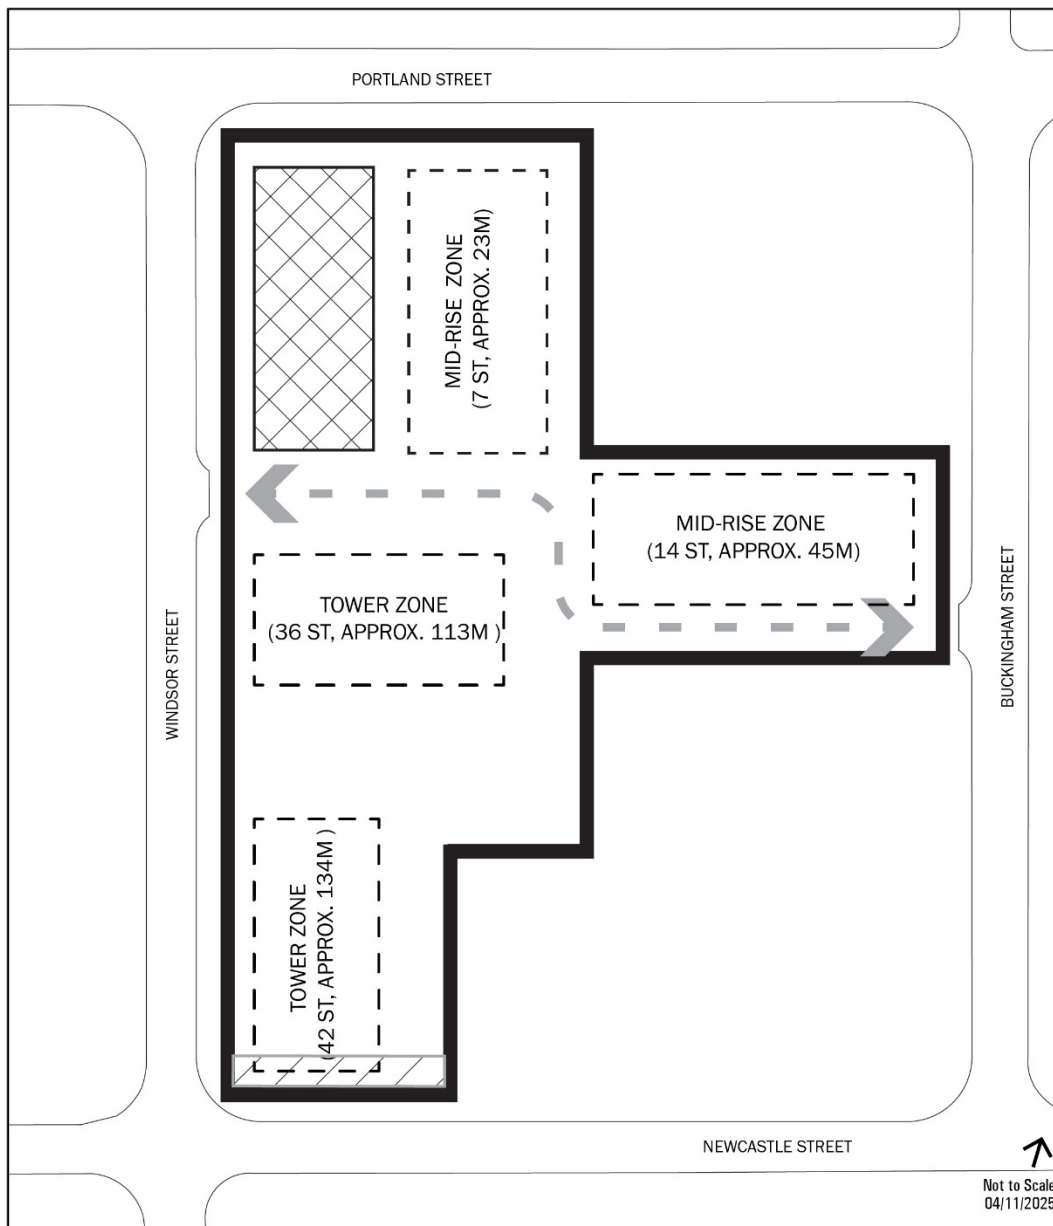 PORTLAND STREET
MID-RISE ZONE
(7 ST, APPROX. 23M)
MID-RISE ZONE
(14 ST, APPROX. 45M)
TOWER ZONE
(36 ST, APPROX. 113M )
WINDSOR STREET
BUCKINGHAM STREET
TOWER ZONE
(42 ST, APPROX. 134M )
NEWCASTLE STREET
Not to Scale
04/11/2025